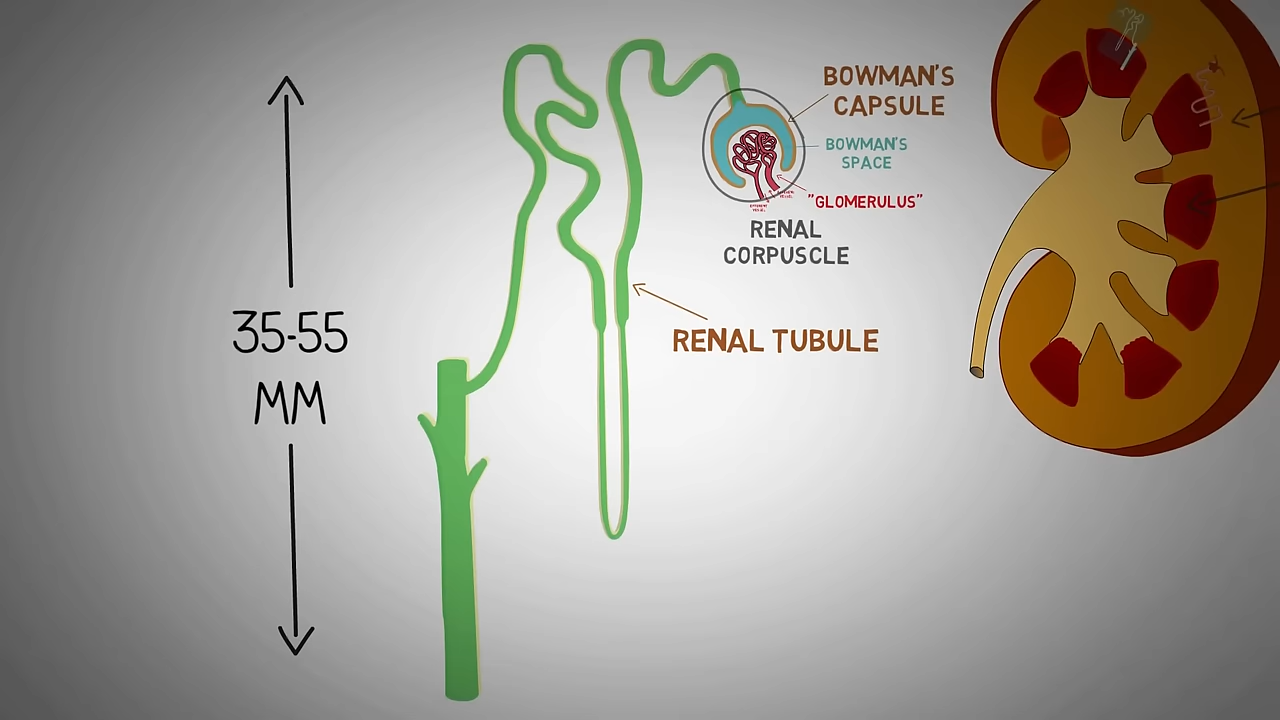 35-55
MM
BOWMAN'S
CAPSULE
BOWMAN'S
SPACE
"GLOMERULUS"
RENAL
CORPUSCLE
RENAL TUBULE